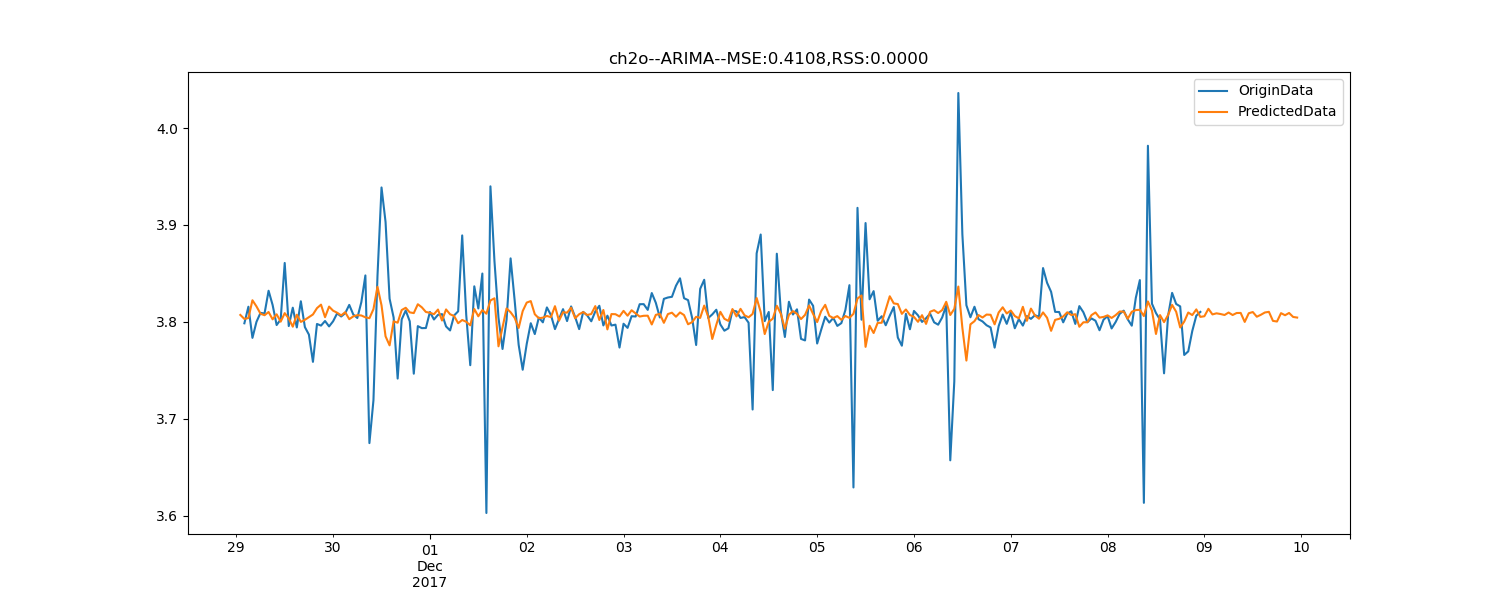 ch2o--ARIMA--MSE:0.4108,RSS:0.0000
OriginData
PredictedData
4.0
3.9
3.8
3.7
3.6
29 30 01 02 03 04 05 06 07 08 09 10
Dec
2017